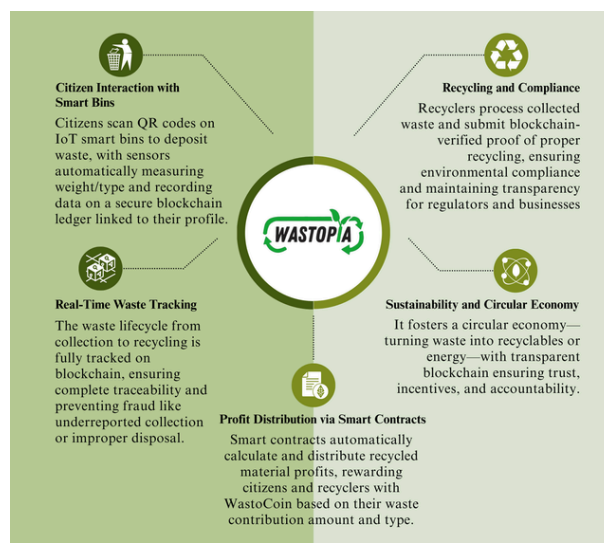 Citizen Interaction with
Smart Bins
Citizens scan QR codes on
IoT smart bins to deposit
waste, with sensors
automatically measuring
weight/type and recording
data on a secure blockchain
ledger linked to their profile.
Recycling and Compliance
Recyclers process collected
waste and submit blockchain-
verified proof of proper
recycling, ensuring
environmental compliance
and maintaining transparency
for regulators and businesses
WASTOPIA
Real-Time Waste Tracking
The waste lifecycle from
collection to recycling is
fully tracked on
blockchain, ensuring
complete traceability and
preventing fraud like
underreported collection
or improper disposal.
Sustainability and Circular Economy
It fosters a circular economy—
turning waste into recyclables or
energy—with transparent
blockchain ensuring trust,
incentives, and accountability.
Profit Distribution via Smart Contracts
Smart contracts automatically
calculate and distribute recycled
material profits, rewarding
citizens and recyclers with
WastoCoin based on their waste
contribution amount and type.